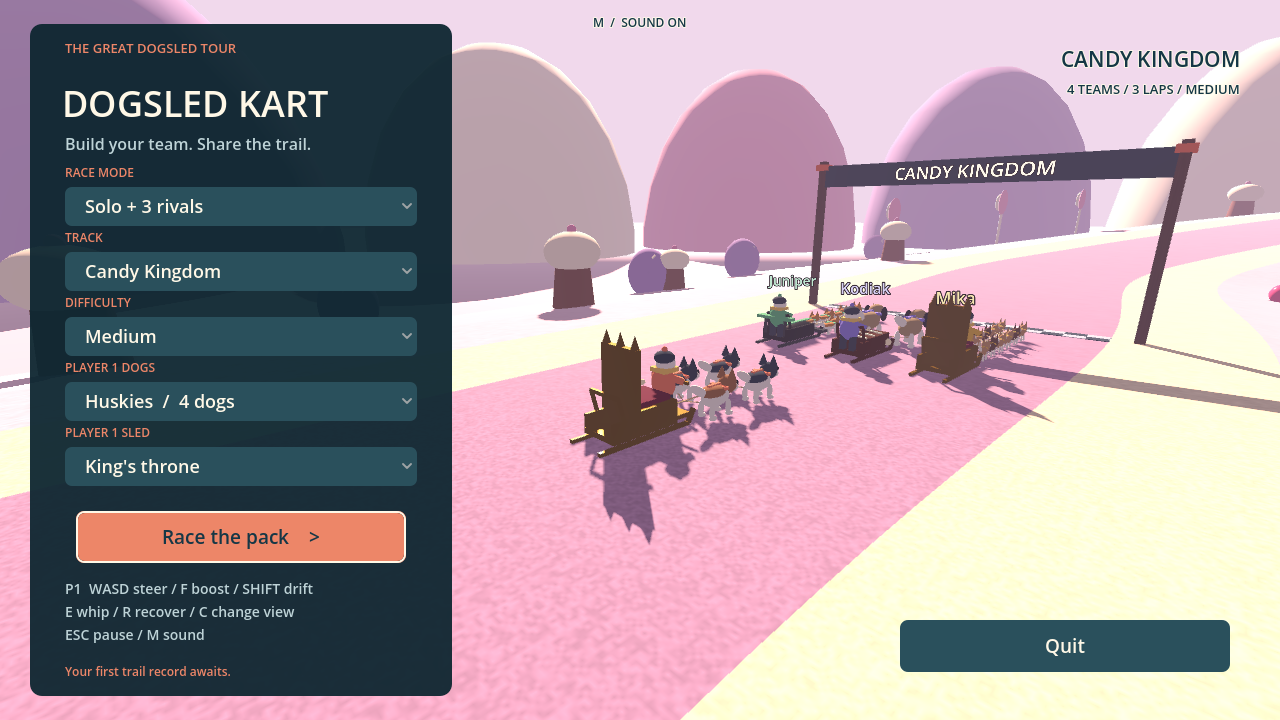 M / SOUND ON
THE GREAT DOGSLED TOUR
DOGSLED KART
Build your team. Share the trail.
RACE MODE
Solo + 3 rivals
TRACK
Candy Kingdom
DIFFICULTY
Medium
PLAYER 1 DOGS
Huskies / 4 dogs
PLAYER 1 SLED
King's throne
Race the pack >
P1 WASD steer / F boost / SHIFT drift
E whip / R recover / C change view
ESC pause / M sound
Your first trail record awaits.
CANDY KINGDOM
4 TEAMS / 3 LAPS / MEDIUM
CANDY KINGDOM
Juniper
Kodiak
Mika
Quit